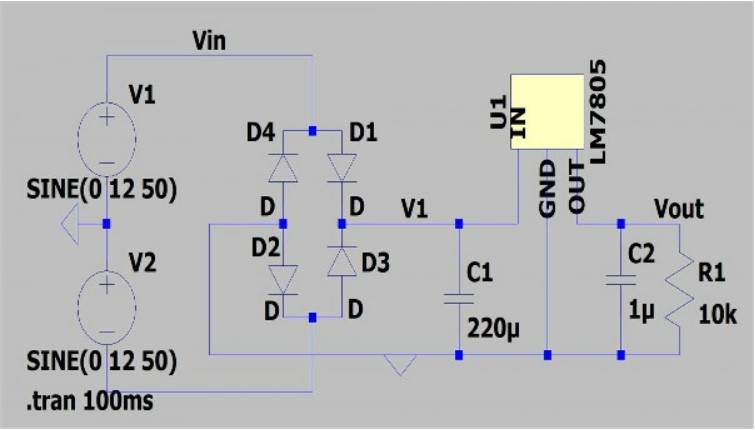 Vin
V1
SINE(0 12 50)
V2
SINE(0 12 50)
.tran 100ms
D4
D1
D
D
D2
D3
D
D
V1
C1
220µ
U1
IN
GND
OUT
LM7805
Vout
C2
1µ
R1
10k